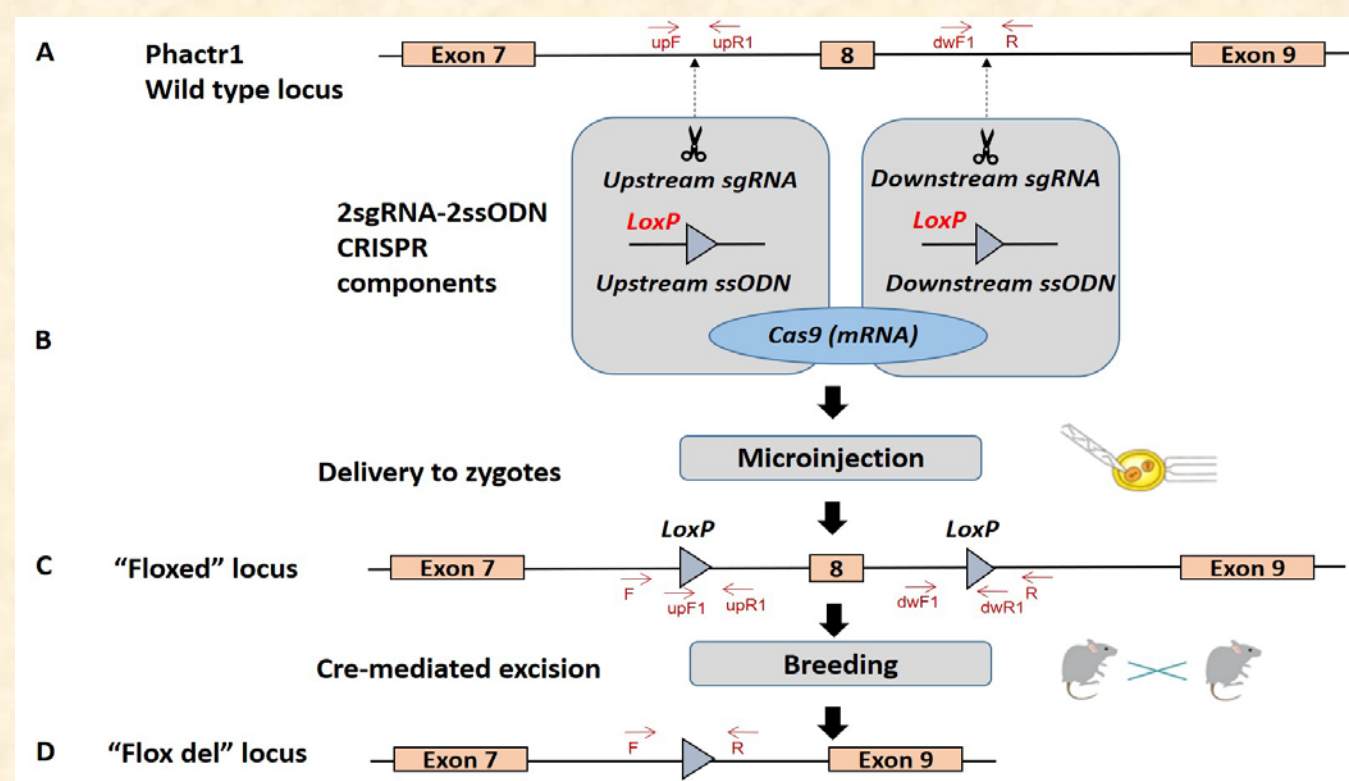 A
Phactr1
Wild type locus
Exon 7
upF
upR1
8
dwF1
R
Exon 9
B
2sgRNA-2ssODN
CRISPR
components
Upstream sgRNA
LoxP
Upstream ssODN
Downstream sgRNA
LoxP
Downstream ssODN
Cas9 (mRNA)
Delivery to zygotes
Microinjection
C
"Floxed" locus
LoxP
LoxP
Exon 7
8
Exon 9
F
upF1
upR1
dwF1
dwR1
R
Cre-mediated excision
Breeding
D
"Flox del" locus
Exon 7
F
R
Exon 9